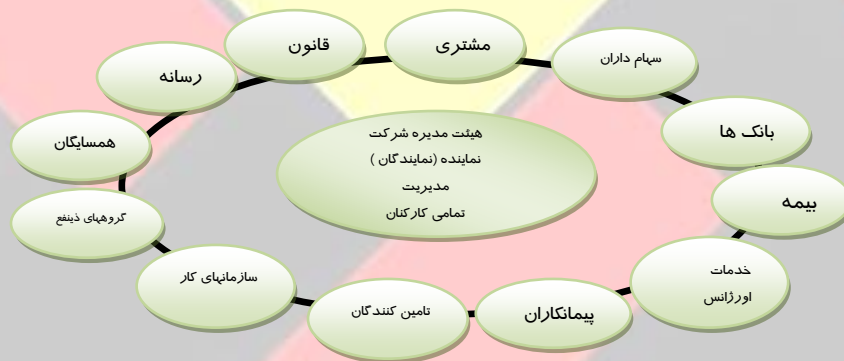 مشتری
قانون
سهام داران
رسانه
بانک ها
همسایگان
هیئت مدیره شرکت
نماینده (نمایندگان )
مدیریت
تمامی کارکنان
بیمه
گروههای ذینفع
خدمات
اورژانس
سازمانهای کار
تامین کنندگان
پیمانکاران